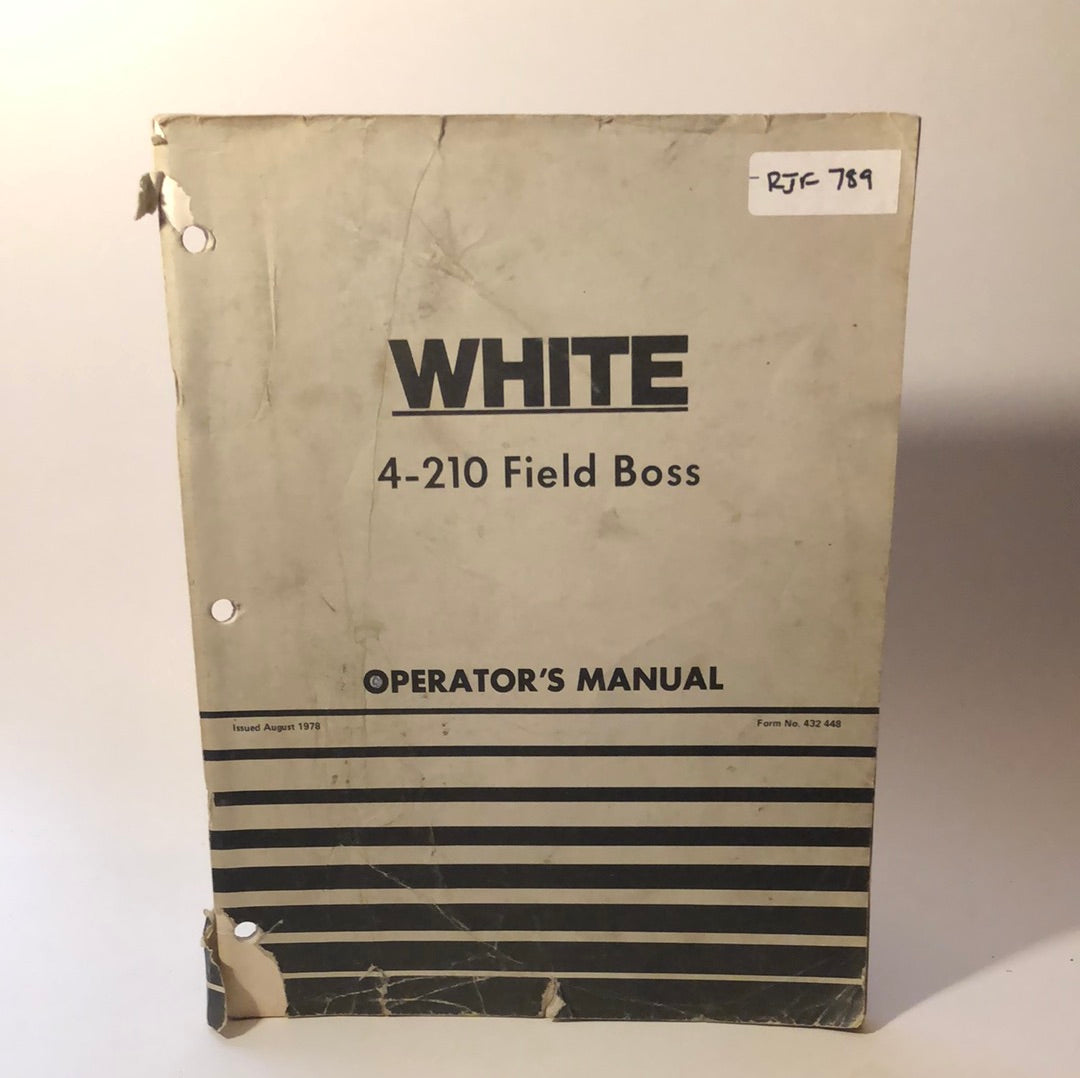 RJF 789
WHITE
4-210 Field Boss
OPERATOR'S MANUAL
Issued August 1978
Form No. 432 448